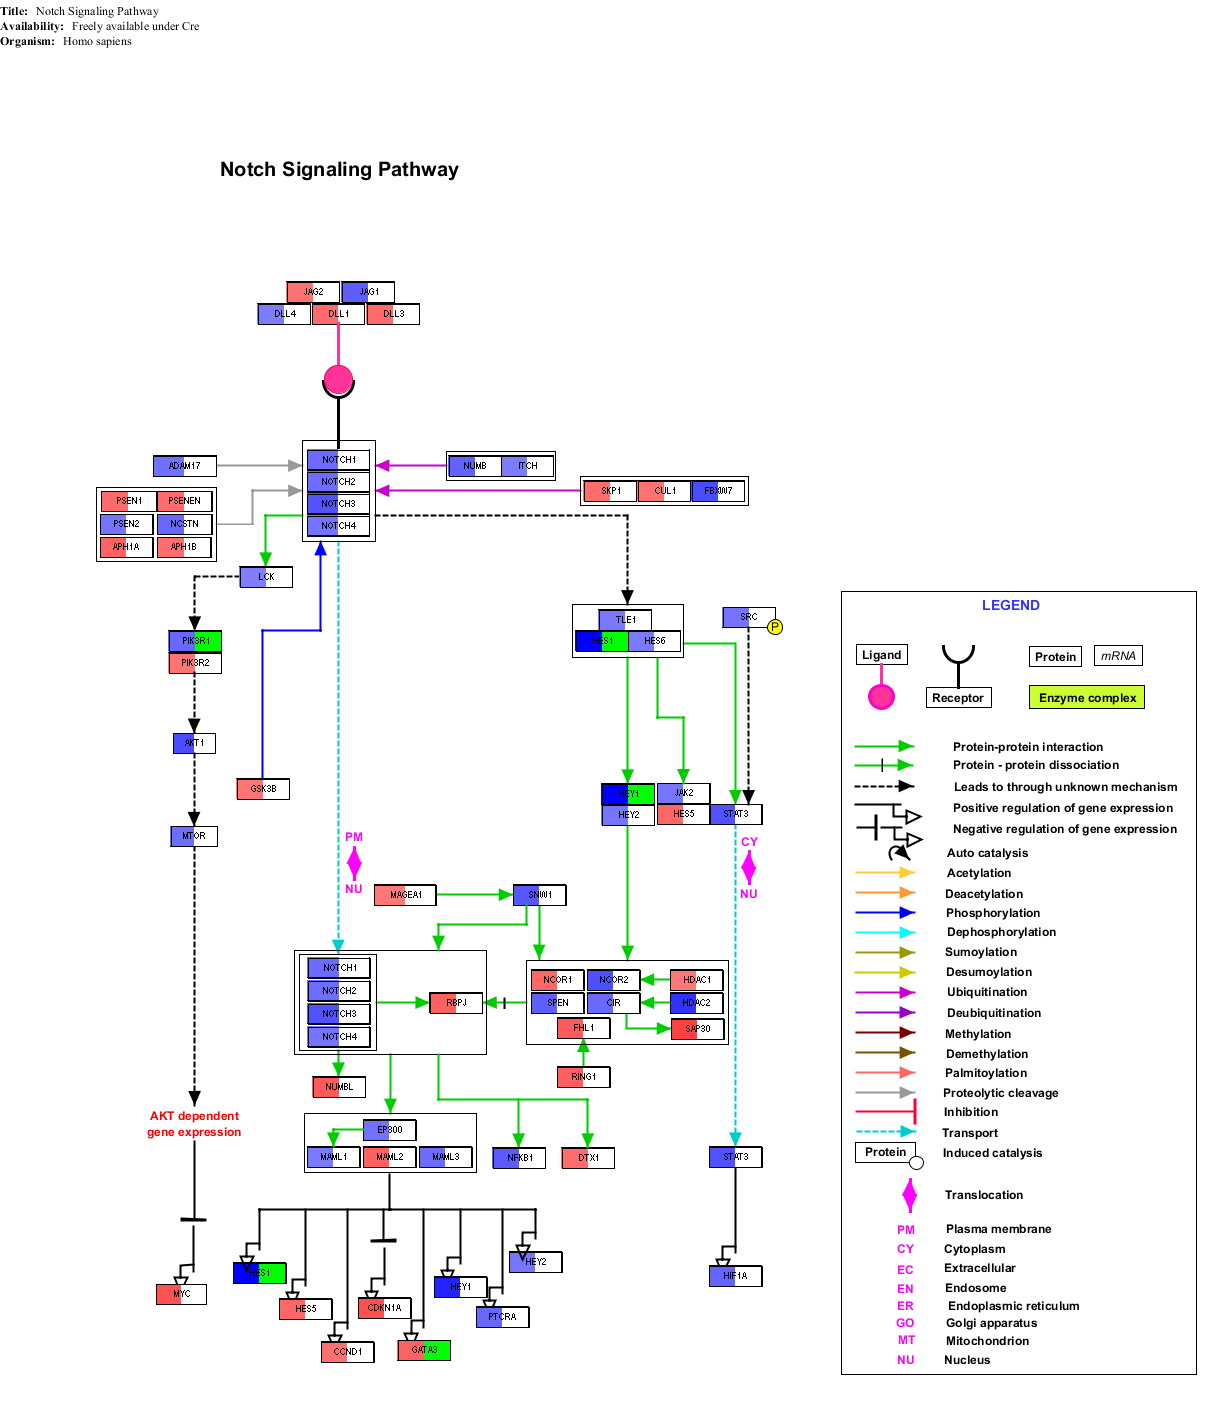 Title: Notch Signaling Pathway
Availability: Freely available under Cre
Organism: Homo sapiens
Notch Signaling Pathway
JAG2 JAG1
DLL4 DLL1 DLL3
ADAM17
NOTCH1
NOTCH2
NOTCH3
NOTCH4
NUMB ITCH
SKP1 CUL1 FBXW7
PSEN1 PSENEN
PSEN2 NCSTN
APH1A APH1B
LCK
PIK3R1
PIK3R2
AKT1
GSK3B
MTOR
TLE1
HES1 HES6
SRC
P
HEY1 JAK2
HEY2 HES5 STAT3
PM
NU
CY
NU
MAGEA1 SNW1
NOTCH1
NOTCH2
NOTCH3
NOTCH4
RBPJ
NCOR1 NCOR2 HDAC1
SPEN CIR HDAC2
FHL1 SAP30
RING1
NUMBL
AKT dependent
gene expression
EP300
MAML1 MAML2 MAML3
NFKB1 DTX1 STAT3
HES1 HEY2 HIF1A
MYC HES5 CDKN1A HEY1 PTCRA
CCND1 GATA3
LEGEND
Ligand
Receptor
Protein mRNA
Enzyme complex
Protein-protein interaction
Protein - protein dissociation
Leads to through unknown mechanism
Positive regulation of gene expression
Negative regulation of gene expression
Auto catalysis
Acetylation
Deacetylation
Phosphorylation
Dephosphorylation
Sumoylation
Desumoylation
Ubiquitination
Deubiquitination
Methylation
Demethylation
Palmitoylation
Proteolytic cleavage
Inhibition
Transport
Protein Induced catalysis
Translocation
PM Plasma membrane
CY Cytoplasm
EC Extracellular
EN Endosome
ER Endoplasmic reticulum
GO Golgi apparatus
MT Mitochondrion
NU Nucleus